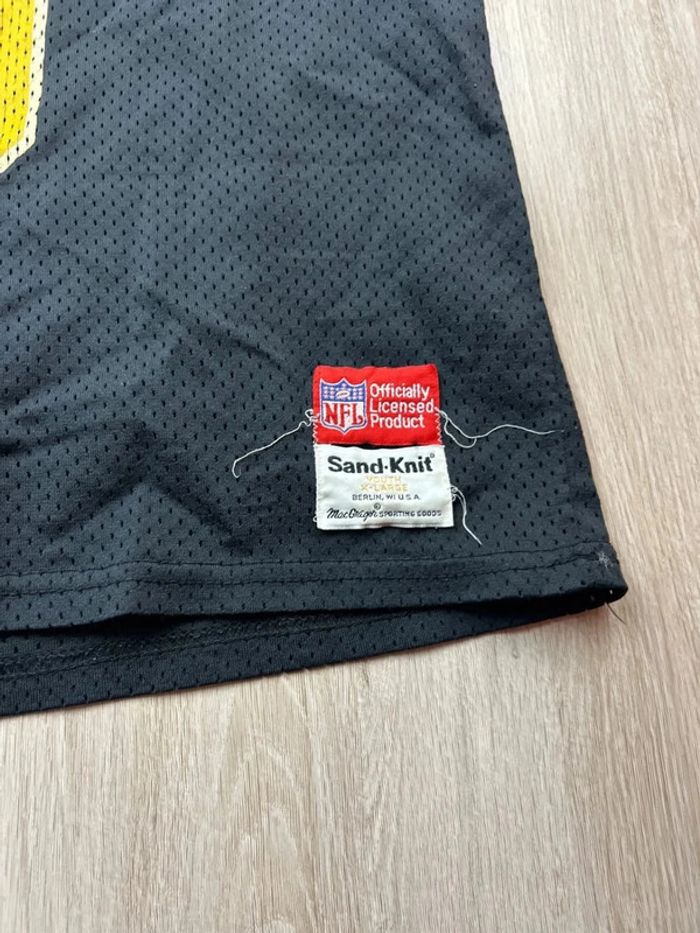 NFL
Officially
Licensed
Product
Sand·Knit®
YOUTH
X-LARGE
BERLIN, WI U.S.A.
©
MacGregor SPORTING GOODS